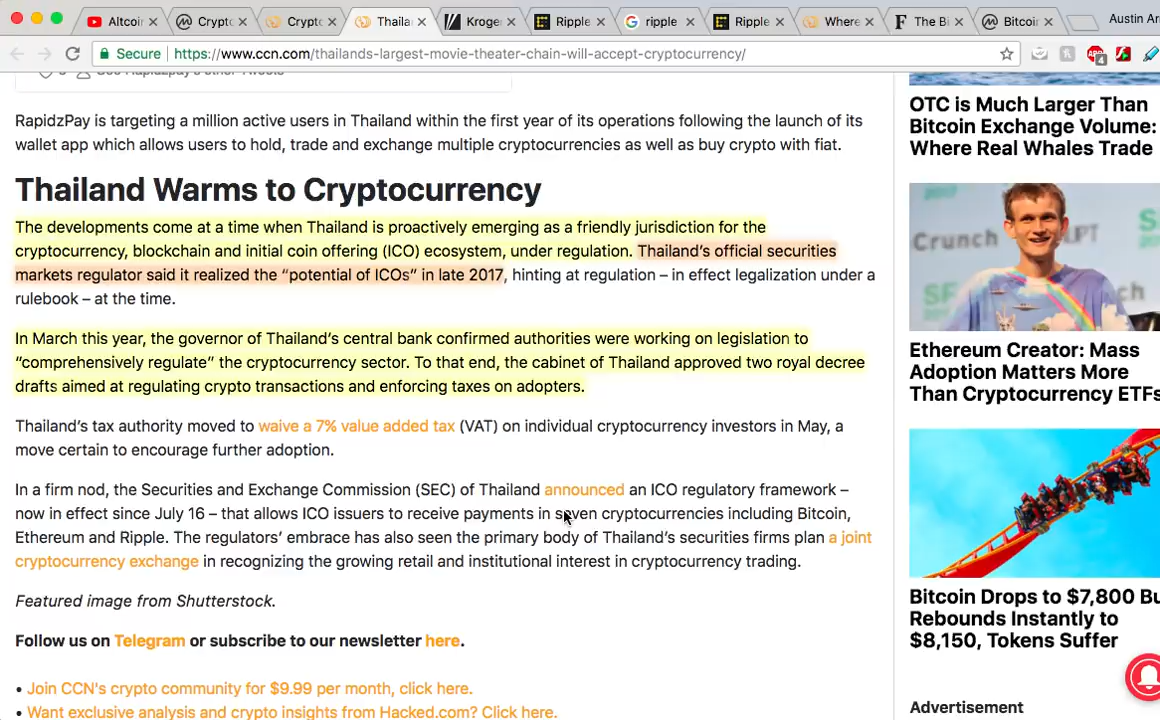 Altcoi
Crypto
Crypto
Thailan
Kroge
Ripple
ripple
Ripple
Where
The Bi
Bitcoi
Austin Ar
Secure
https://www.ccn.com/thailands-largest-movie-theater-chain-will-accept-cryptocurrency/
4
RapidzPay is targeting a million active users in Thailand within the first year of its operations following the launch of its
wallet app which allows users to hold, trade and exchange multiple cryptocurrencies as well as buy crypto with fiat.
Thailand Warms to Cryptocurrency
The developments come at a time when Thailand is proactively emerging as a friendly jurisdiction for the
cryptocurrency, blockchain and initial coin offering (ICO) ecosystem, under regulation. Thailand's official securities
markets regulator said it realized the “potential of ICOs” in late 2017, hinting at regulation – in effect legalization under a
rulebook – at the time.
In March this year, the governor of Thailand's central bank confirmed authorities were working on legislation to
“comprehensively regulate” the cryptocurrency sector. To that end, the cabinet of Thailand approved two royal decree
drafts aimed at regulating crypto transactions and enforcing taxes on adopters.
Thailand's tax authority moved to waive a 7% value added tax (VAT) on individual cryptocurrency investors in May, a
move certain to encourage further adoption.
In a firm nod, the Securities and Exchange Commission (SEC) of Thailand announced an ICO regulatory framework –
now in effect since July 16 – that allows ICO issuers to receive payments in seven cryptocurrencies including Bitcoin,
Ethereum and Ripple. The regulators' embrace has also seen the primary body of Thailand's securities firms plan a joint
cryptocurrency exchange in recognizing the growing retail and institutional interest in cryptocurrency trading.
Featured image from Shutterstock.
Follow us on Telegram or subscribe to our newsletter here.
• Join CCN's crypto community for $9.99 per month, click here.
• Want exclusive analysis and crypto insights from Hacked.com? Click here.
OTC is Much Larger Than
Bitcoin Exchange Volume:
Where Real Whales Trade
Crunch
Ethereum Creator: Mass
Adoption Matters More
Than Cryptocurrency ETFs
Bitcoin Drops to $7,800 Bu
Rebounds Instantly to
$8,150, Tokens Suffer
Advertisement